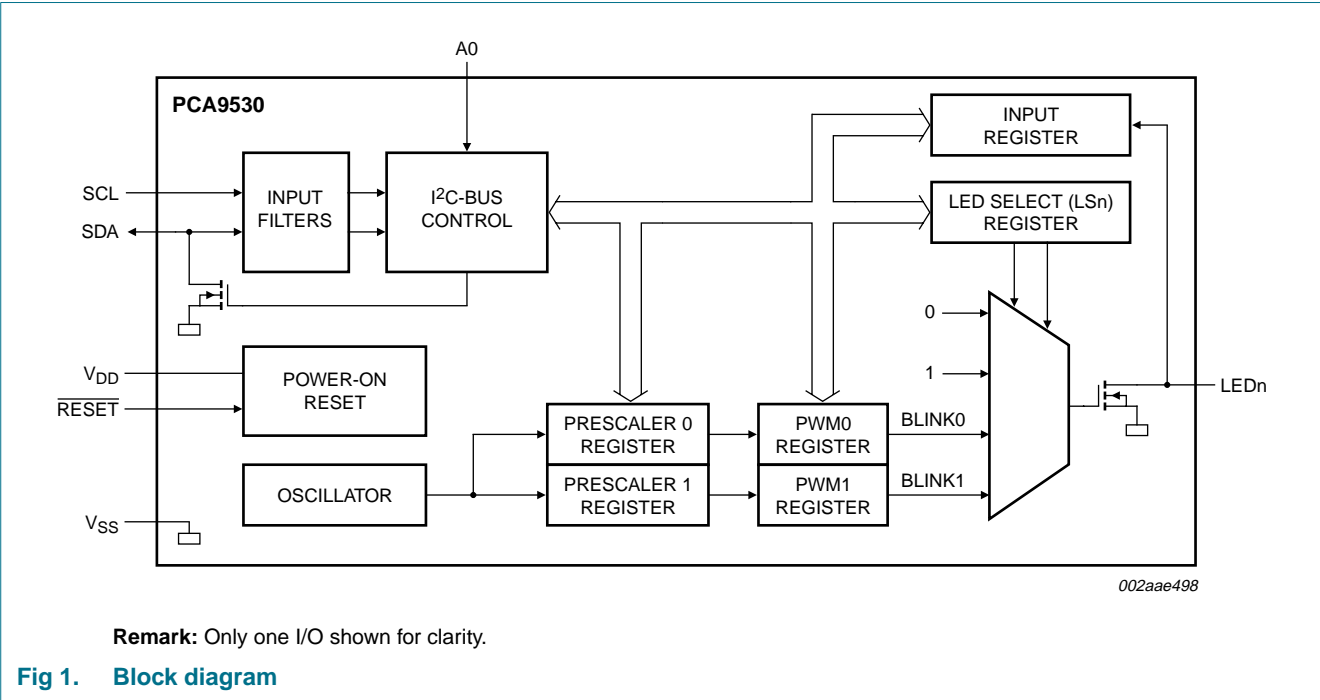 A0
PCA9530
INPUT
REGISTER
SCL
SDA
INPUT
FILTERS
I²C-BUS
CONTROL
LED SELECT (LSn)
REGISTER
0
1
VDD
RESET
POWER-ON
RESET
LEDn
PRESCALER 0
REGISTER
PWM0
REGISTER
BLINK0
OSCILLATOR
PRESCALER 1
REGISTER
PWM1
REGISTER
BLINK1
VSS
002aae498
Remark: Only one I/O shown for clarity.
Fig 1. Block diagram